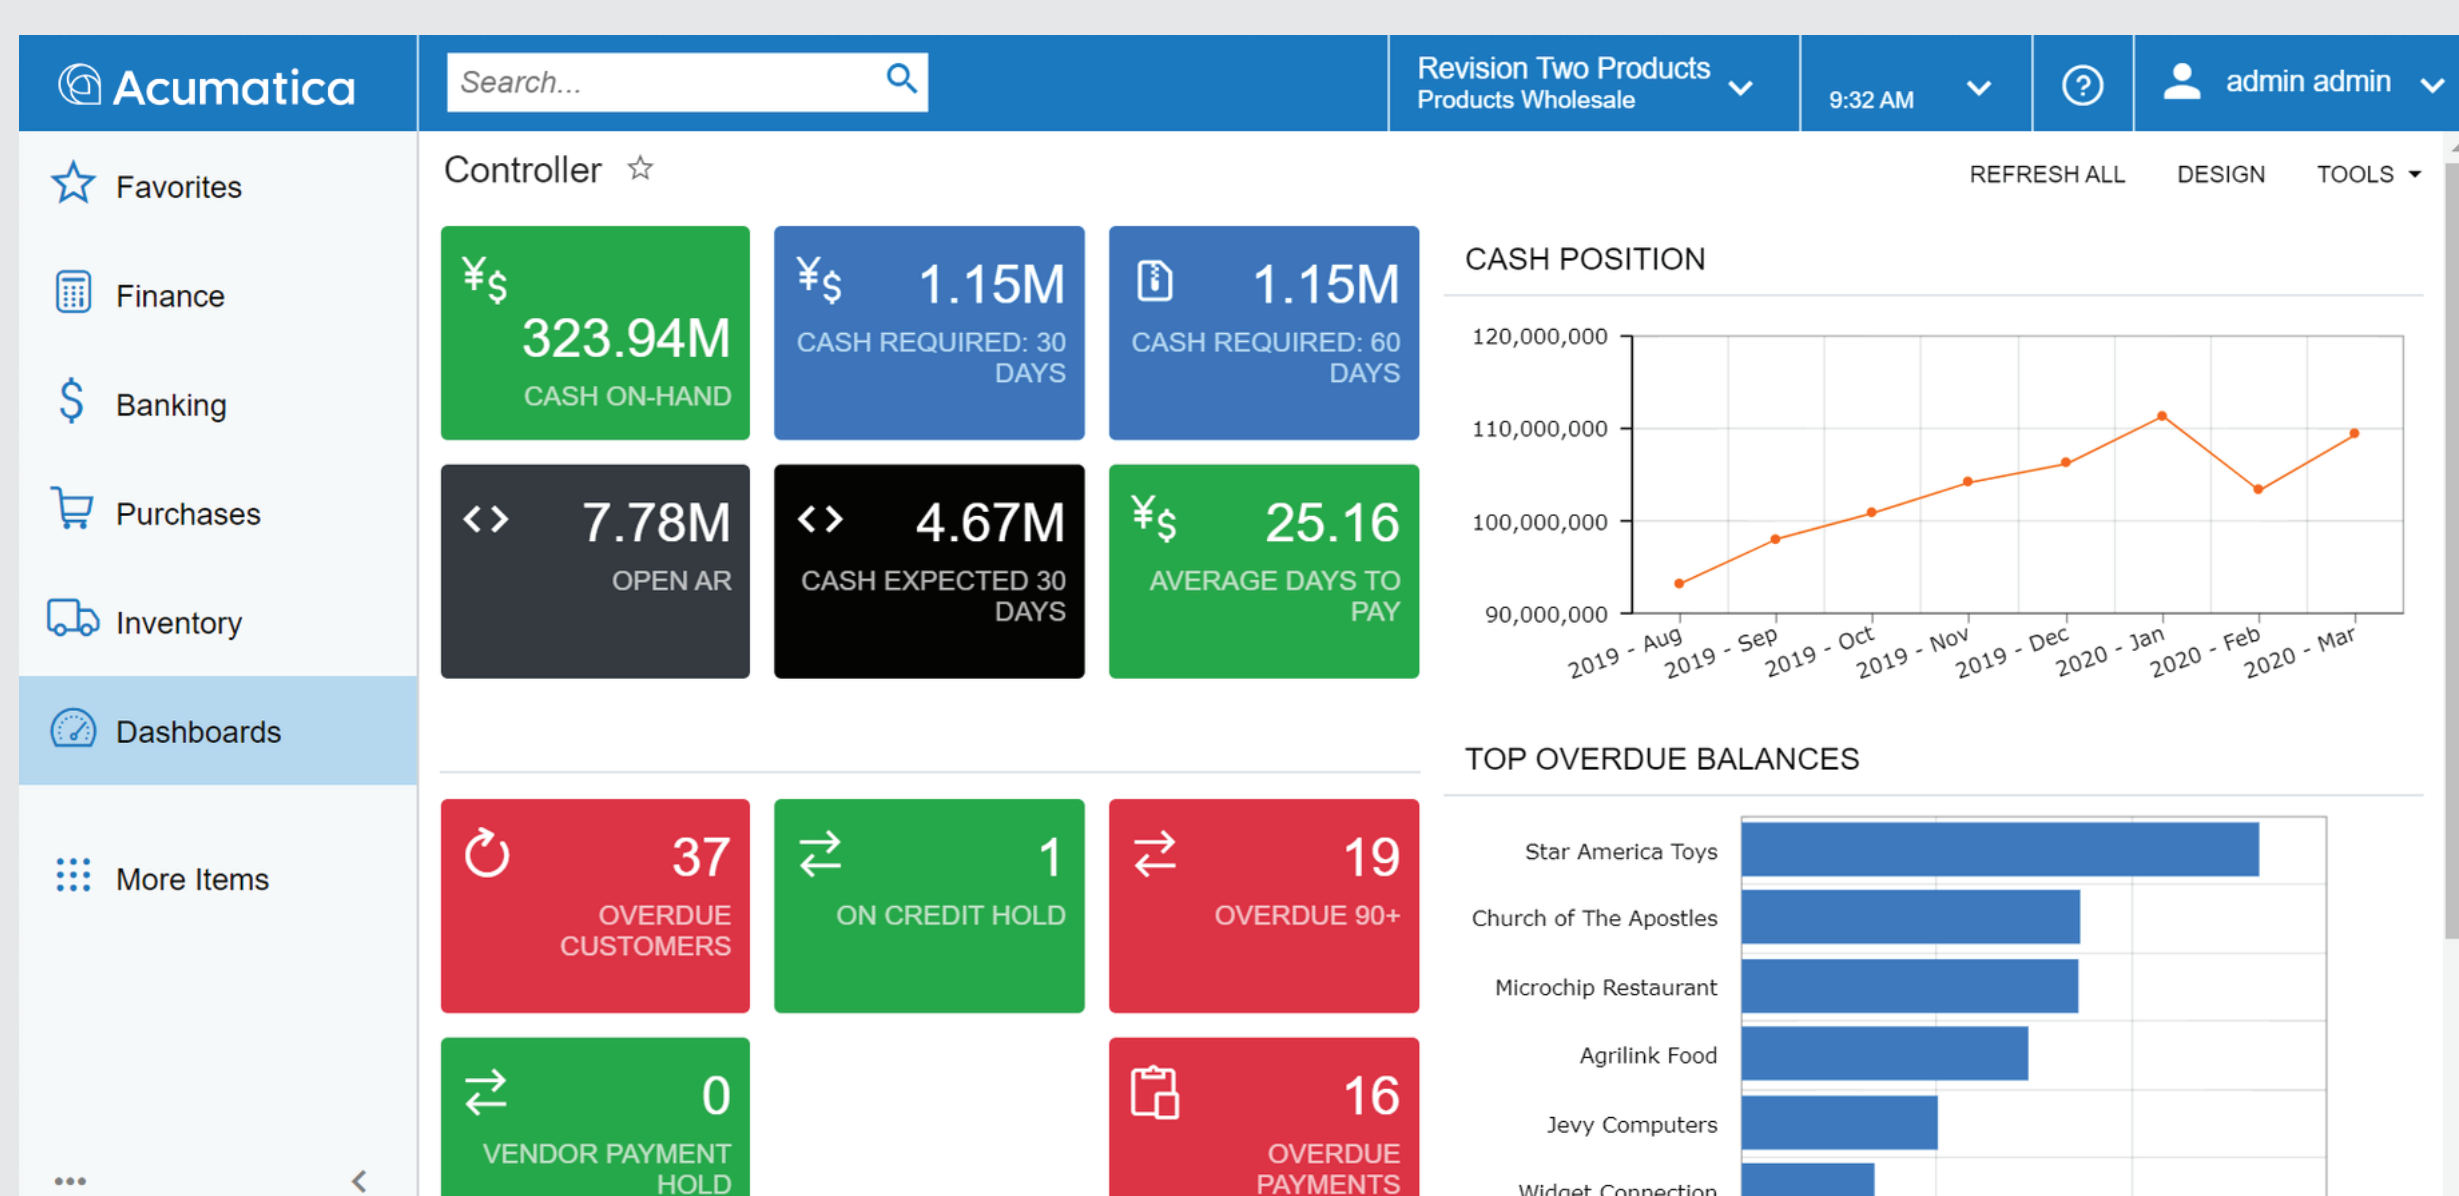 Acumatica
Search...
Revision Two Products
Products Wholesale
9:32 AM
?
admin admin
Favorites
Finance
Banking
Purchases
Inventory
Dashboards
More Items
Controller
REFRESH ALL
DESIGN
TOOLS
¥$
323.94M
CASH ON-HAND
¥$
1.15M
CASH REQUIRED: 30
DAYS
1.15M
CASH REQUIRED: 60
DAYS
7.78M
OPEN AR
4.67M
CASH EXPECTED 30
DAYS
¥$
25.16
AVERAGE DAYS TO
PAY
37
OVERDUE
CUSTOMERS
1
ON CREDIT HOLD
19
OVERDUE 90+
0
VENDOR PAYMENT
HOLD
16
OVERDUE
PAYMENTS
CASH POSITION
120,000,000
110,000,000
100,000,000
90,000,000
2019 - Aug
2019 - Sep
2019 - Oct
2019 - Nov
2019 - Dec
2020 - Jan
2020 - Feb
2020 - Mar
TOP OVERDUE BALANCES
Star America Toys
Church of The Apostles
Microchip Restaurant
Agrilink Food
Jevy Computers
Widget Connection